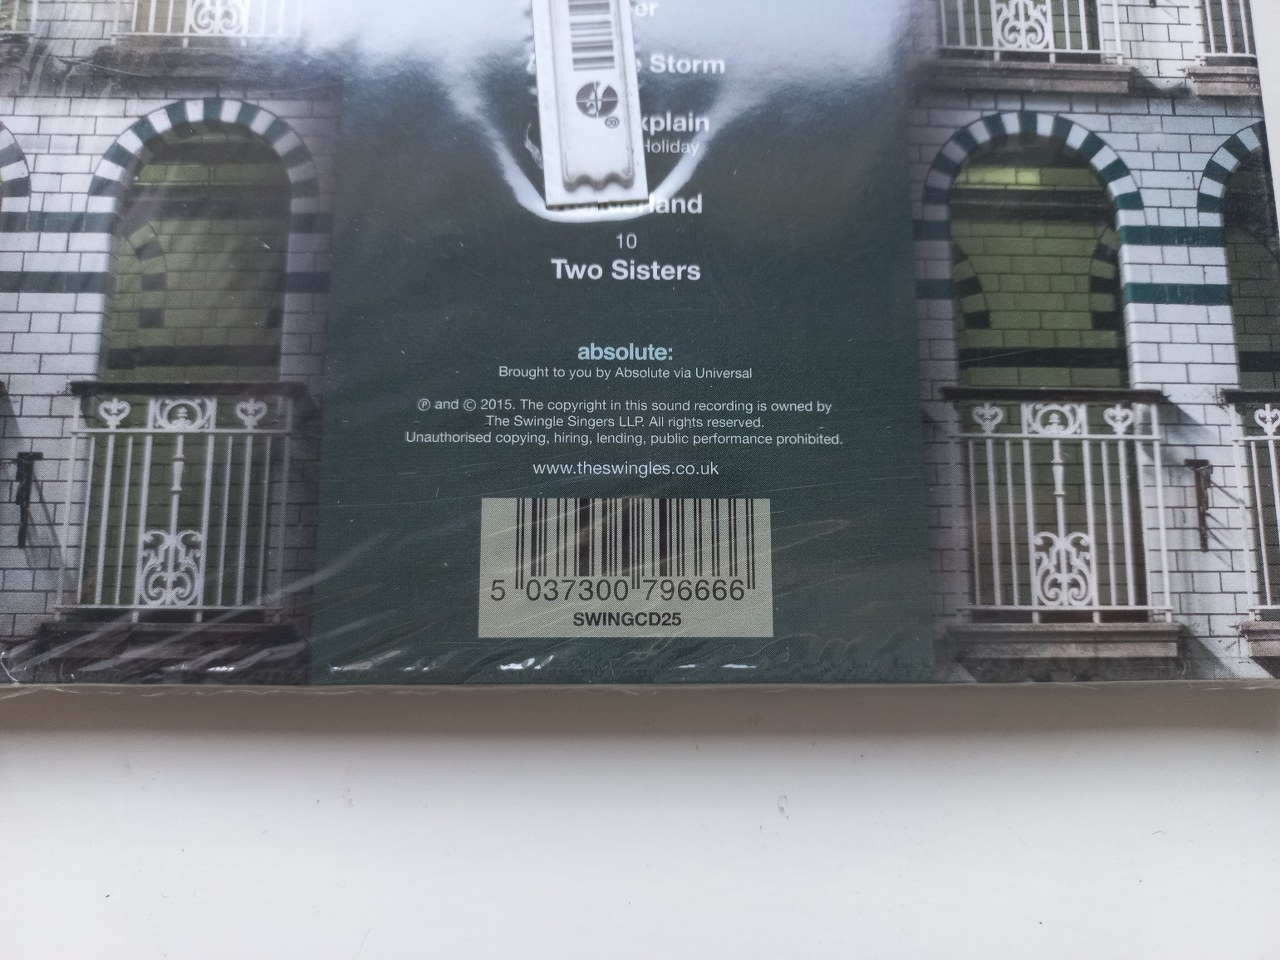 Storm
Holiday
10
Two Sisters
absolute:
Brought to you by Absolute via Universal
℗ and © 2015. The copyright in this sound recording is owned by
The Swingle Singers LLP. All rights reserved.
Unauthorised copying, hiring, lending, public performance prohibited.
www.theswingles.co.uk
5 037300 796666
SWINGCD25